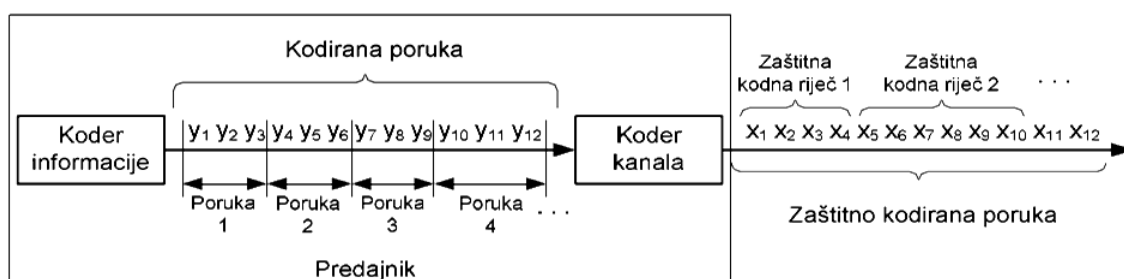 Kodirana poruka
Zaštitna
kodna riječ 1
Zaštitna
kodna riječ 2
. . .
Koder
informacije
y₁ y₂ y₃ y₄ y₅ y₆ y₇ y₈ y₉ y₁₀ y₁₁ y₁₂
Koder
kanala
x₁ x₂ x₃ x₄ x₅ x₆ x₇ x₈ x₉ x₁₀ x₁₁ x₁₂
Poruka
1
Poruka
2
Poruka
3
Poruka
4
. . .
Zaštitno kodirana poruka
Predajnik